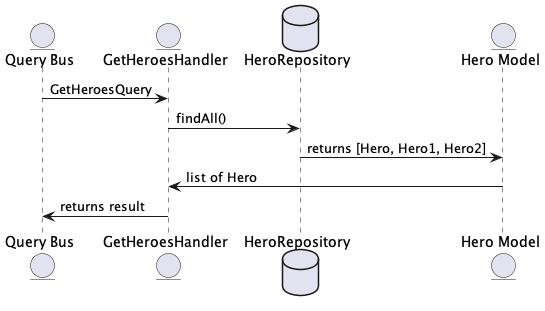 Query Bus GetHeroesHandler HeroRepository Hero Model
GetHeroesQuery
findAll()
returns [Hero, Hero1, Hero2]
list of Hero
returns result
Query Bus GetHeroesHandler HeroRepository Hero Model